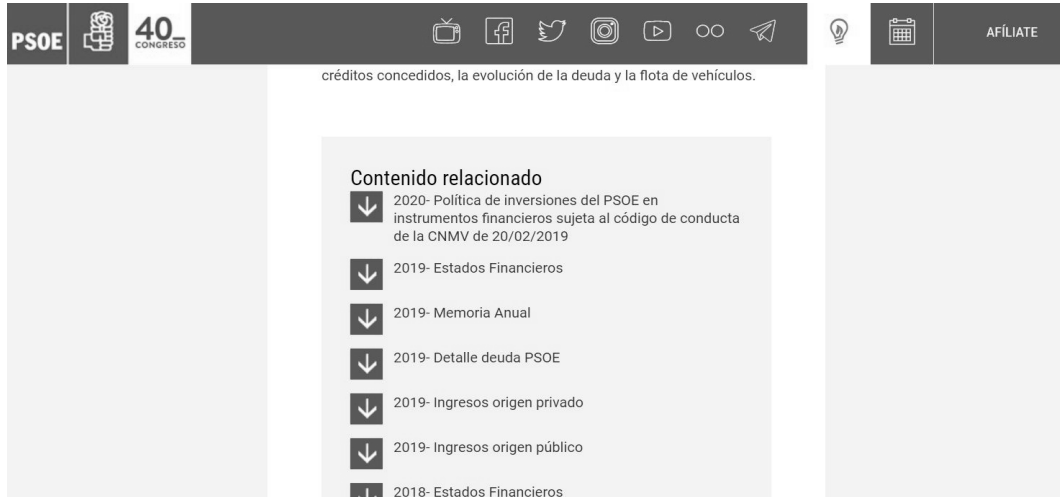 PSOE
40_
CONGRESO
AFÍLIATE
créditos concedidos, la evolución de la deuda y la flota de vehículos.
Contenido relacionado
2020- Política de inversiones del PSOE en
instrumentos financieros sujeta al código de conducta
de la CNMV de 20/02/2019
2019- Estados Financieros
2019- Memoria Anual
2019- Detalle deuda PSOE
2019- Ingresos origen privado
2019- Ingresos origen público
2018- Estados Financieros